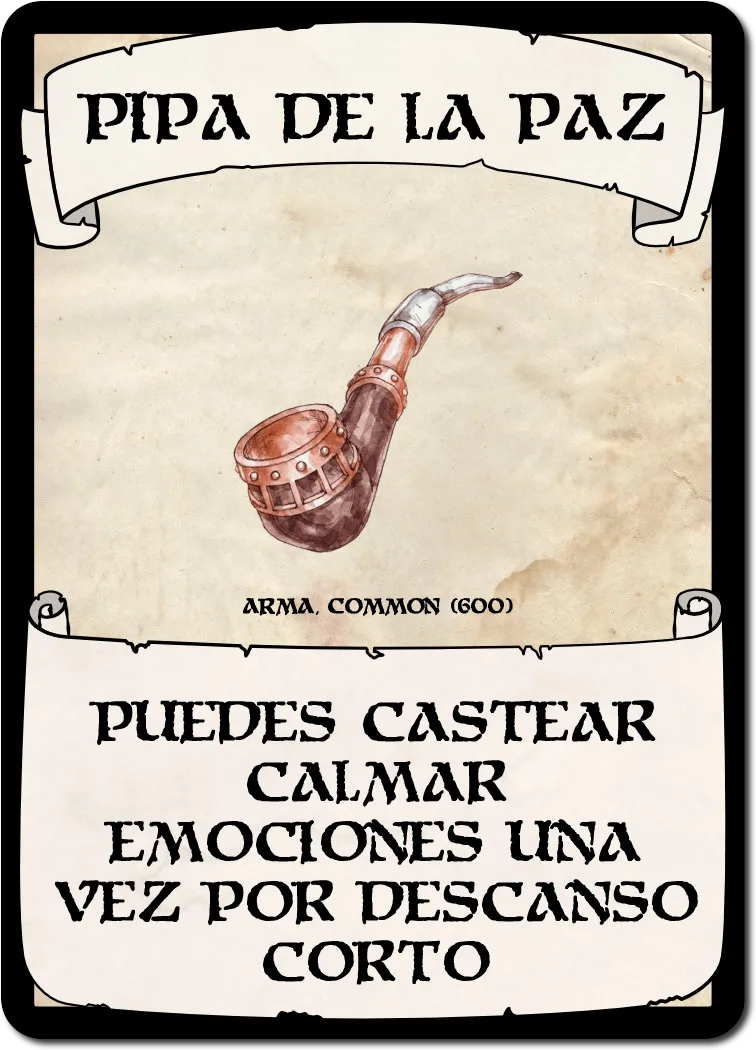 PIPA DE LA PAZ
ARMA, COMMON (600)
PUEDES CASTEAR
CALMAR
EMOCIONES UNA
VEZ POR DESCANSO
CORTO